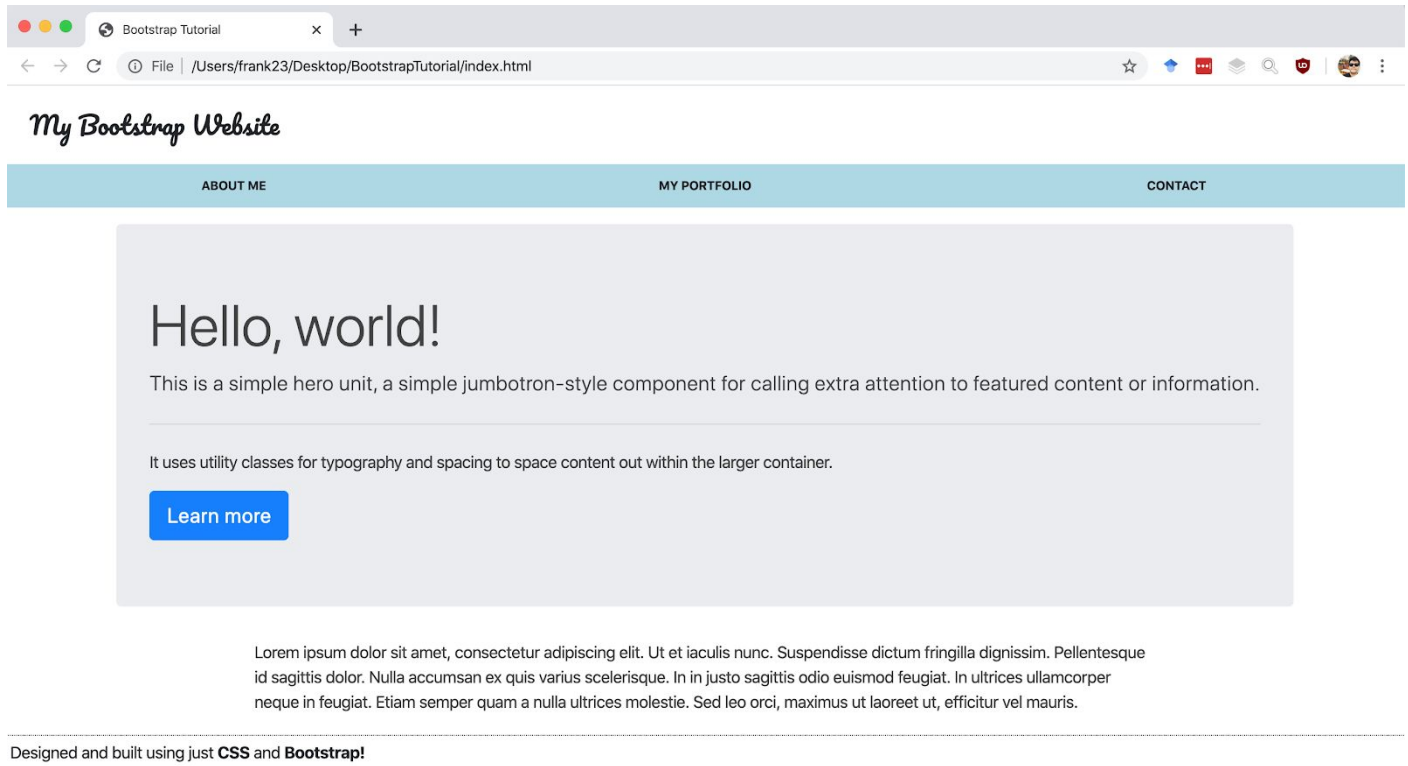 Bootstrap Tutorial
File | /Users/frank23/Desktop/BootstrapTutorial/index.html
My Bootstrap Website
ABOUT ME MY PORTFOLIO CONTACT
Hello, world!
This is a simple hero unit, a simple jumbotron-style component for calling extra attention to featured content or information.
It uses utility classes for typography and spacing to space content out within the larger container.
Learn more
Lorem ipsum dolor sit amet, consectetur adipiscing elit. Ut et iaculis nunc. Suspendisse dictum fringilla dignissim. Pellentesque
id sagittis dolor. Nulla accumsan ex quis varius scelerisque. In in justo sagittis odio euismod feugiat. In ultrices ullamcorper
neque in feugiat. Etiam semper quam a nulla ultrices molestie. Sed leo orci, maximus ut laoreet ut, efficitur vel mauris.
Designed and built using just CSS and Bootstrap!